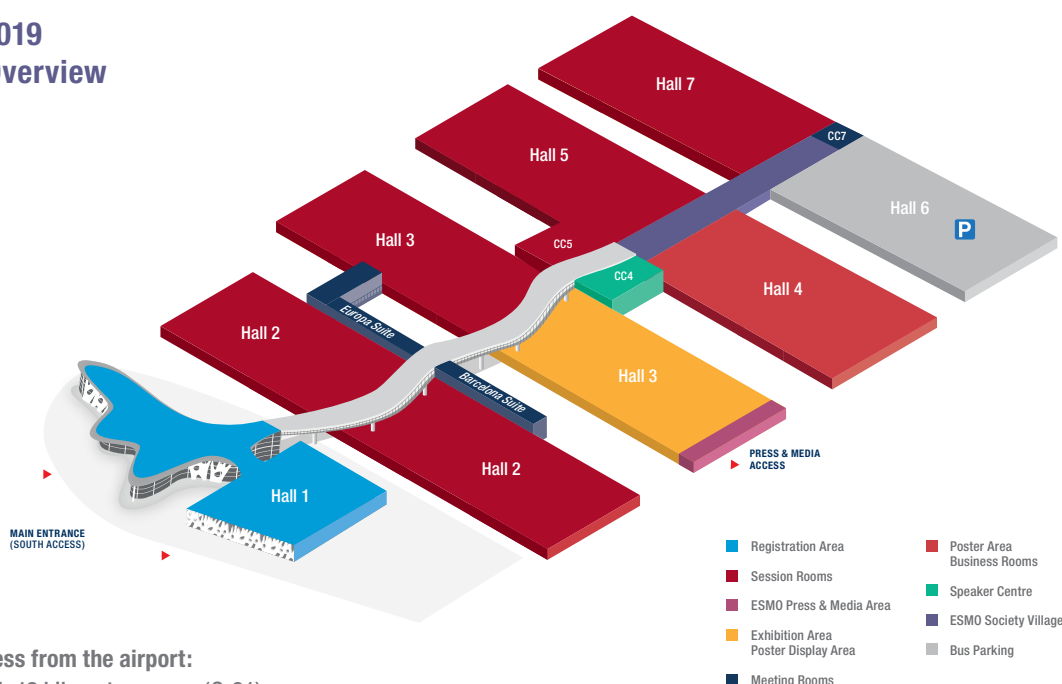 019
Overview
Hall 7
CC7
Hall 5
Hall 6
P
Hall 3
CC5
CC4
Hall 4
Europa Suite
Hall 2
Hall 3
Barcelona Suite
Hall 2
Hall 1
PRESS & MEDIA
ACCESS
MAIN ENTRANCE
(SOUTH ACCESS)
Registration Area
Session Rooms
ESMO Press & Media Area
Exhibition Area
Poster Display Area
Meeting Rooms
Poster Area
Business Rooms
Speaker Centre
ESMO Society Village
Bus Parking
ess from the airport: